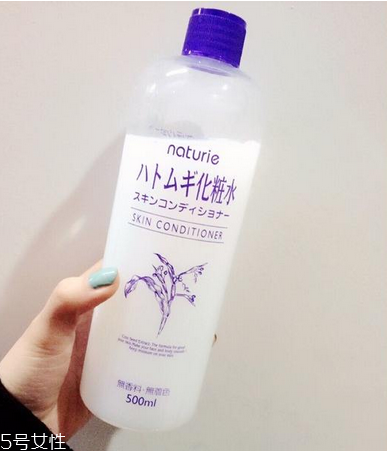 naturie
ハトムギ化粧水
スキンコンディショナー
SKIN CONDITIONER
無香料・無着色
500ml
5号女性